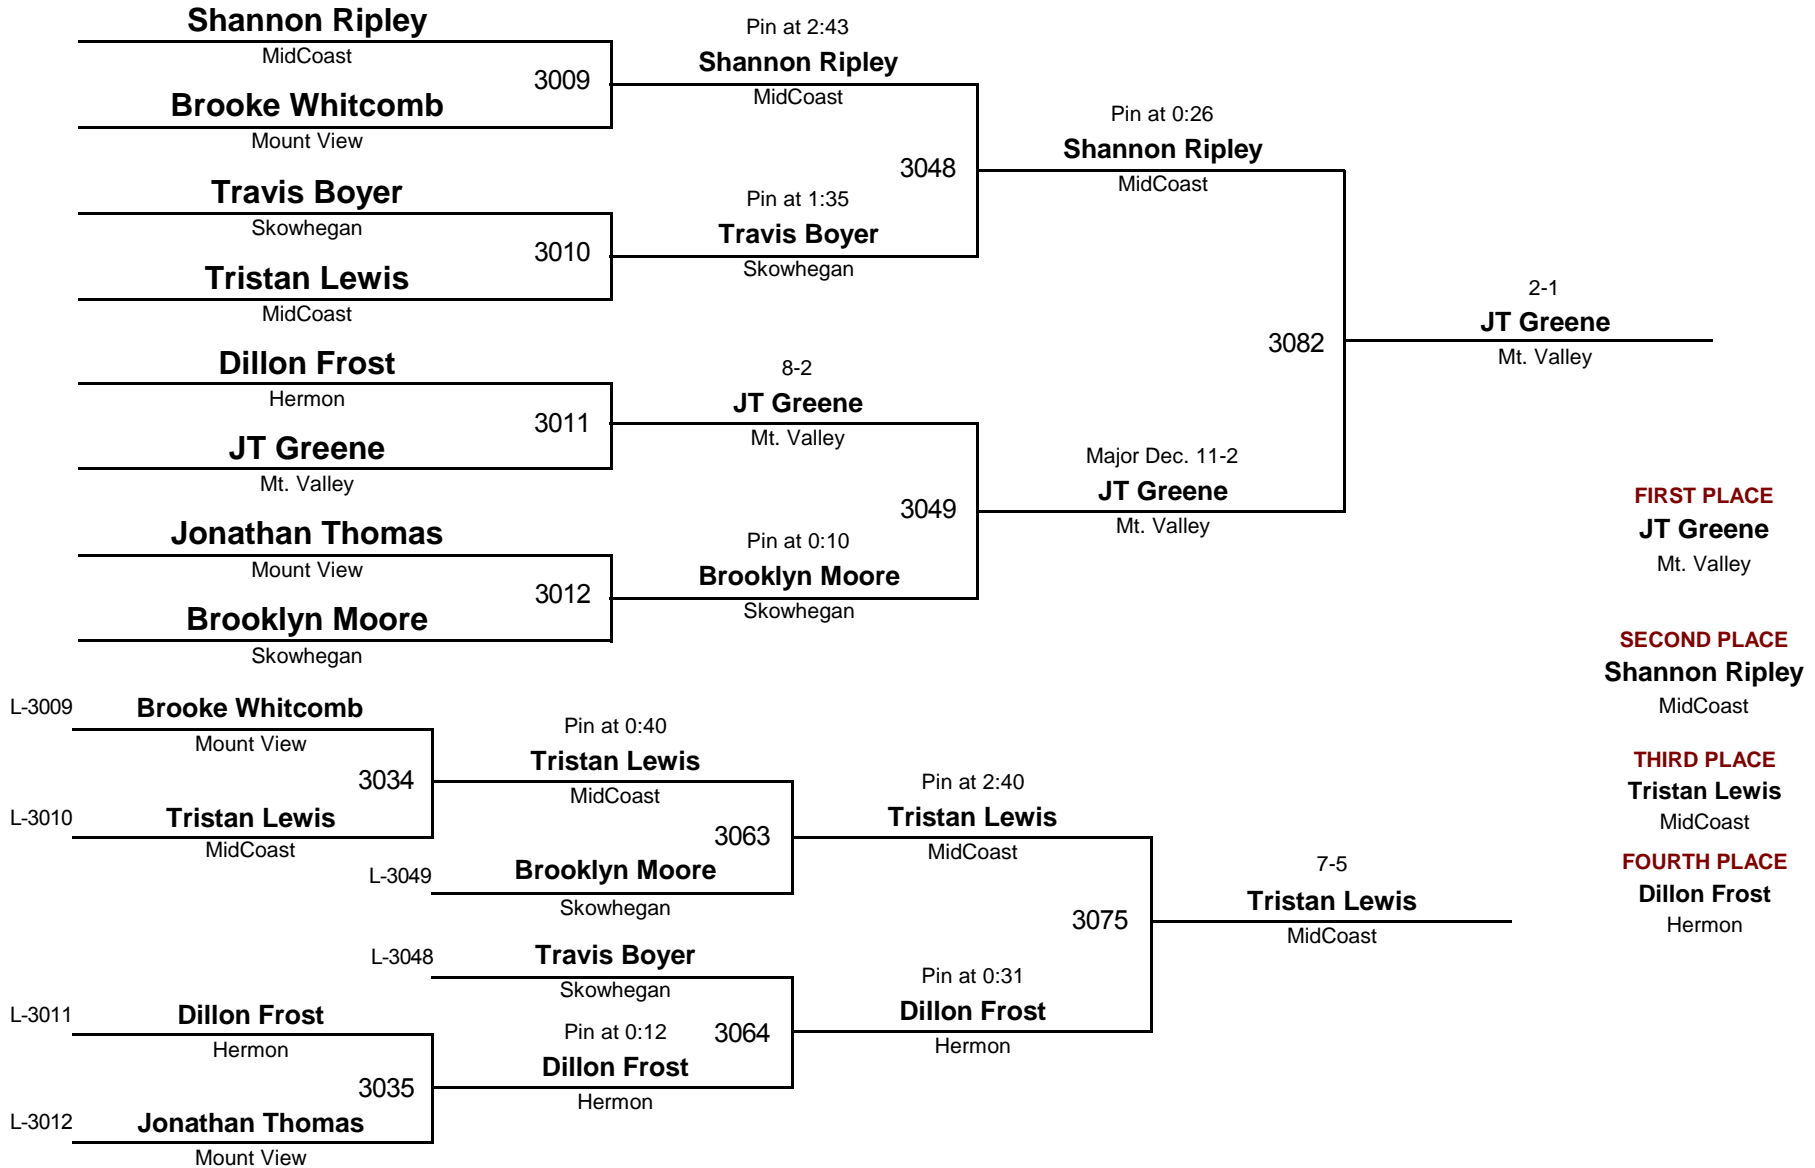 Shannon Ripley
MidCoast
3009
Brooke Whitcomb
Mount View
Pin at 2:43
Shannon Ripley
MidCoast
Travis Boyer
Skowhegan
3010
Tristan Lewis
MidCoast
Pin at 1:35
Travis Boyer
Skowhegan
3048
Pin at 0:26
Shannon Ripley
MidCoast
Dillon Frost
Hermon
3011
JT Greene
Mt. Valley
8-2
JT Greene
Mt. Valley
Jonathan Thomas
Mount View
3012
Brooklyn Moore
Skowhegan
Pin at 0:10
Brooklyn Moore
Skowhegan
3049
Major Dec. 11-2
JT Greene
Mt. Valley
3082
2-1
JT Greene
Mt. Valley
FIRST PLACE
JT Greene
Mt. Valley
SECOND PLACE
Shannon Ripley
MidCoast
THIRD PLACE
Tristan Lewis
MidCoast
FOURTH PLACE
Dillon Frost
Hermon
L-3009
Brooke Whitcomb
Mount View
3034
L-3010
Tristan Lewis
MidCoast
Pin at 0:40
Tristan Lewis
MidCoast
3063
L-3049
Brooklyn Moore
Skowhegan
Pin at 2:40
Tristan Lewis
MidCoast
L-3048
Travis Boyer
Skowhegan
L-3011
Dillon Frost
Hermon
3035
L-3012
Jonathan Thomas
Mount View
Pin at 0:12
Dillon Frost
Hermon
3064
Pin at 0:31
Dillon Frost
Hermon
3075
7-5
Tristan Lewis
MidCoast